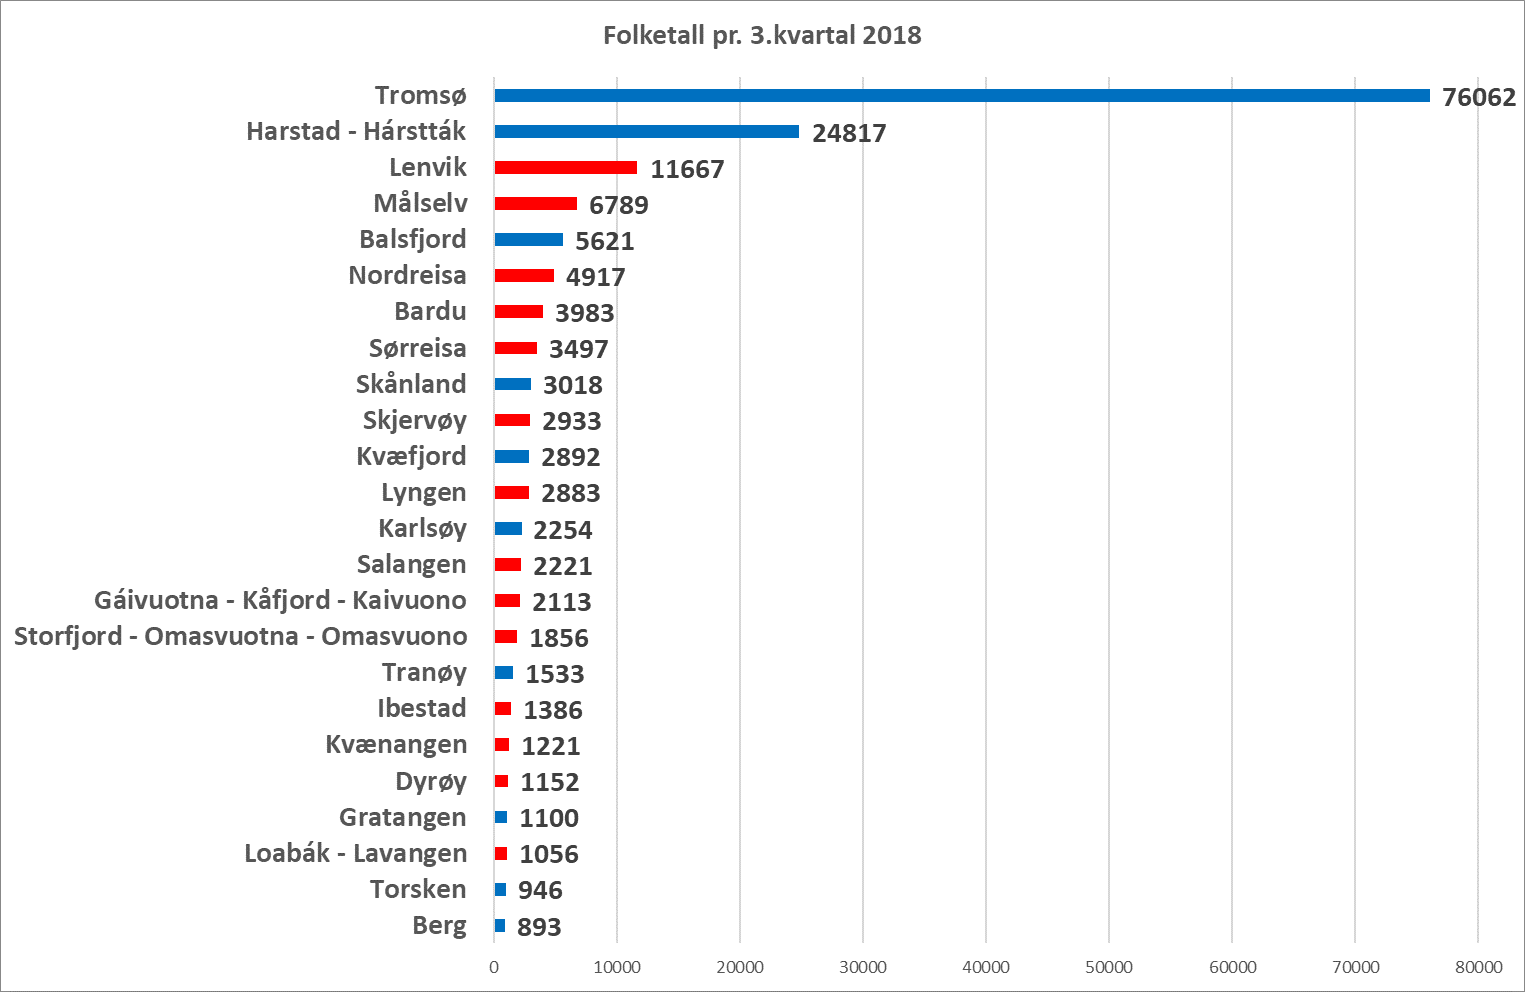 Folketall pr. 3.kvartal 2018
Tromsø 76062
Harstad - Hárstták 24817
Lenvik 11667
Målselv 6789
Balsfjord 5621
Nordreisa 4917
Bardu 3983
Sørreisa 3497
Skånland 3018
Skjervøy 2933
Kvæfjord 2892
Lyngen 2883
Karlsøy 2254
Salangen 2221
Gáivuotna - Kåfjord - Kaivuono 2113
Storfjord - Omasvuotna - Omasvuono 1856
Tranøy 1533
Ibestad 1386
Kvænangen 1221
Dyrøy 1152
Gratangen 1100
Loabák - Lavangen 1056
Torsken 946
Berg 893
0 10000 20000 30000 40000 50000 60000 70000 80000